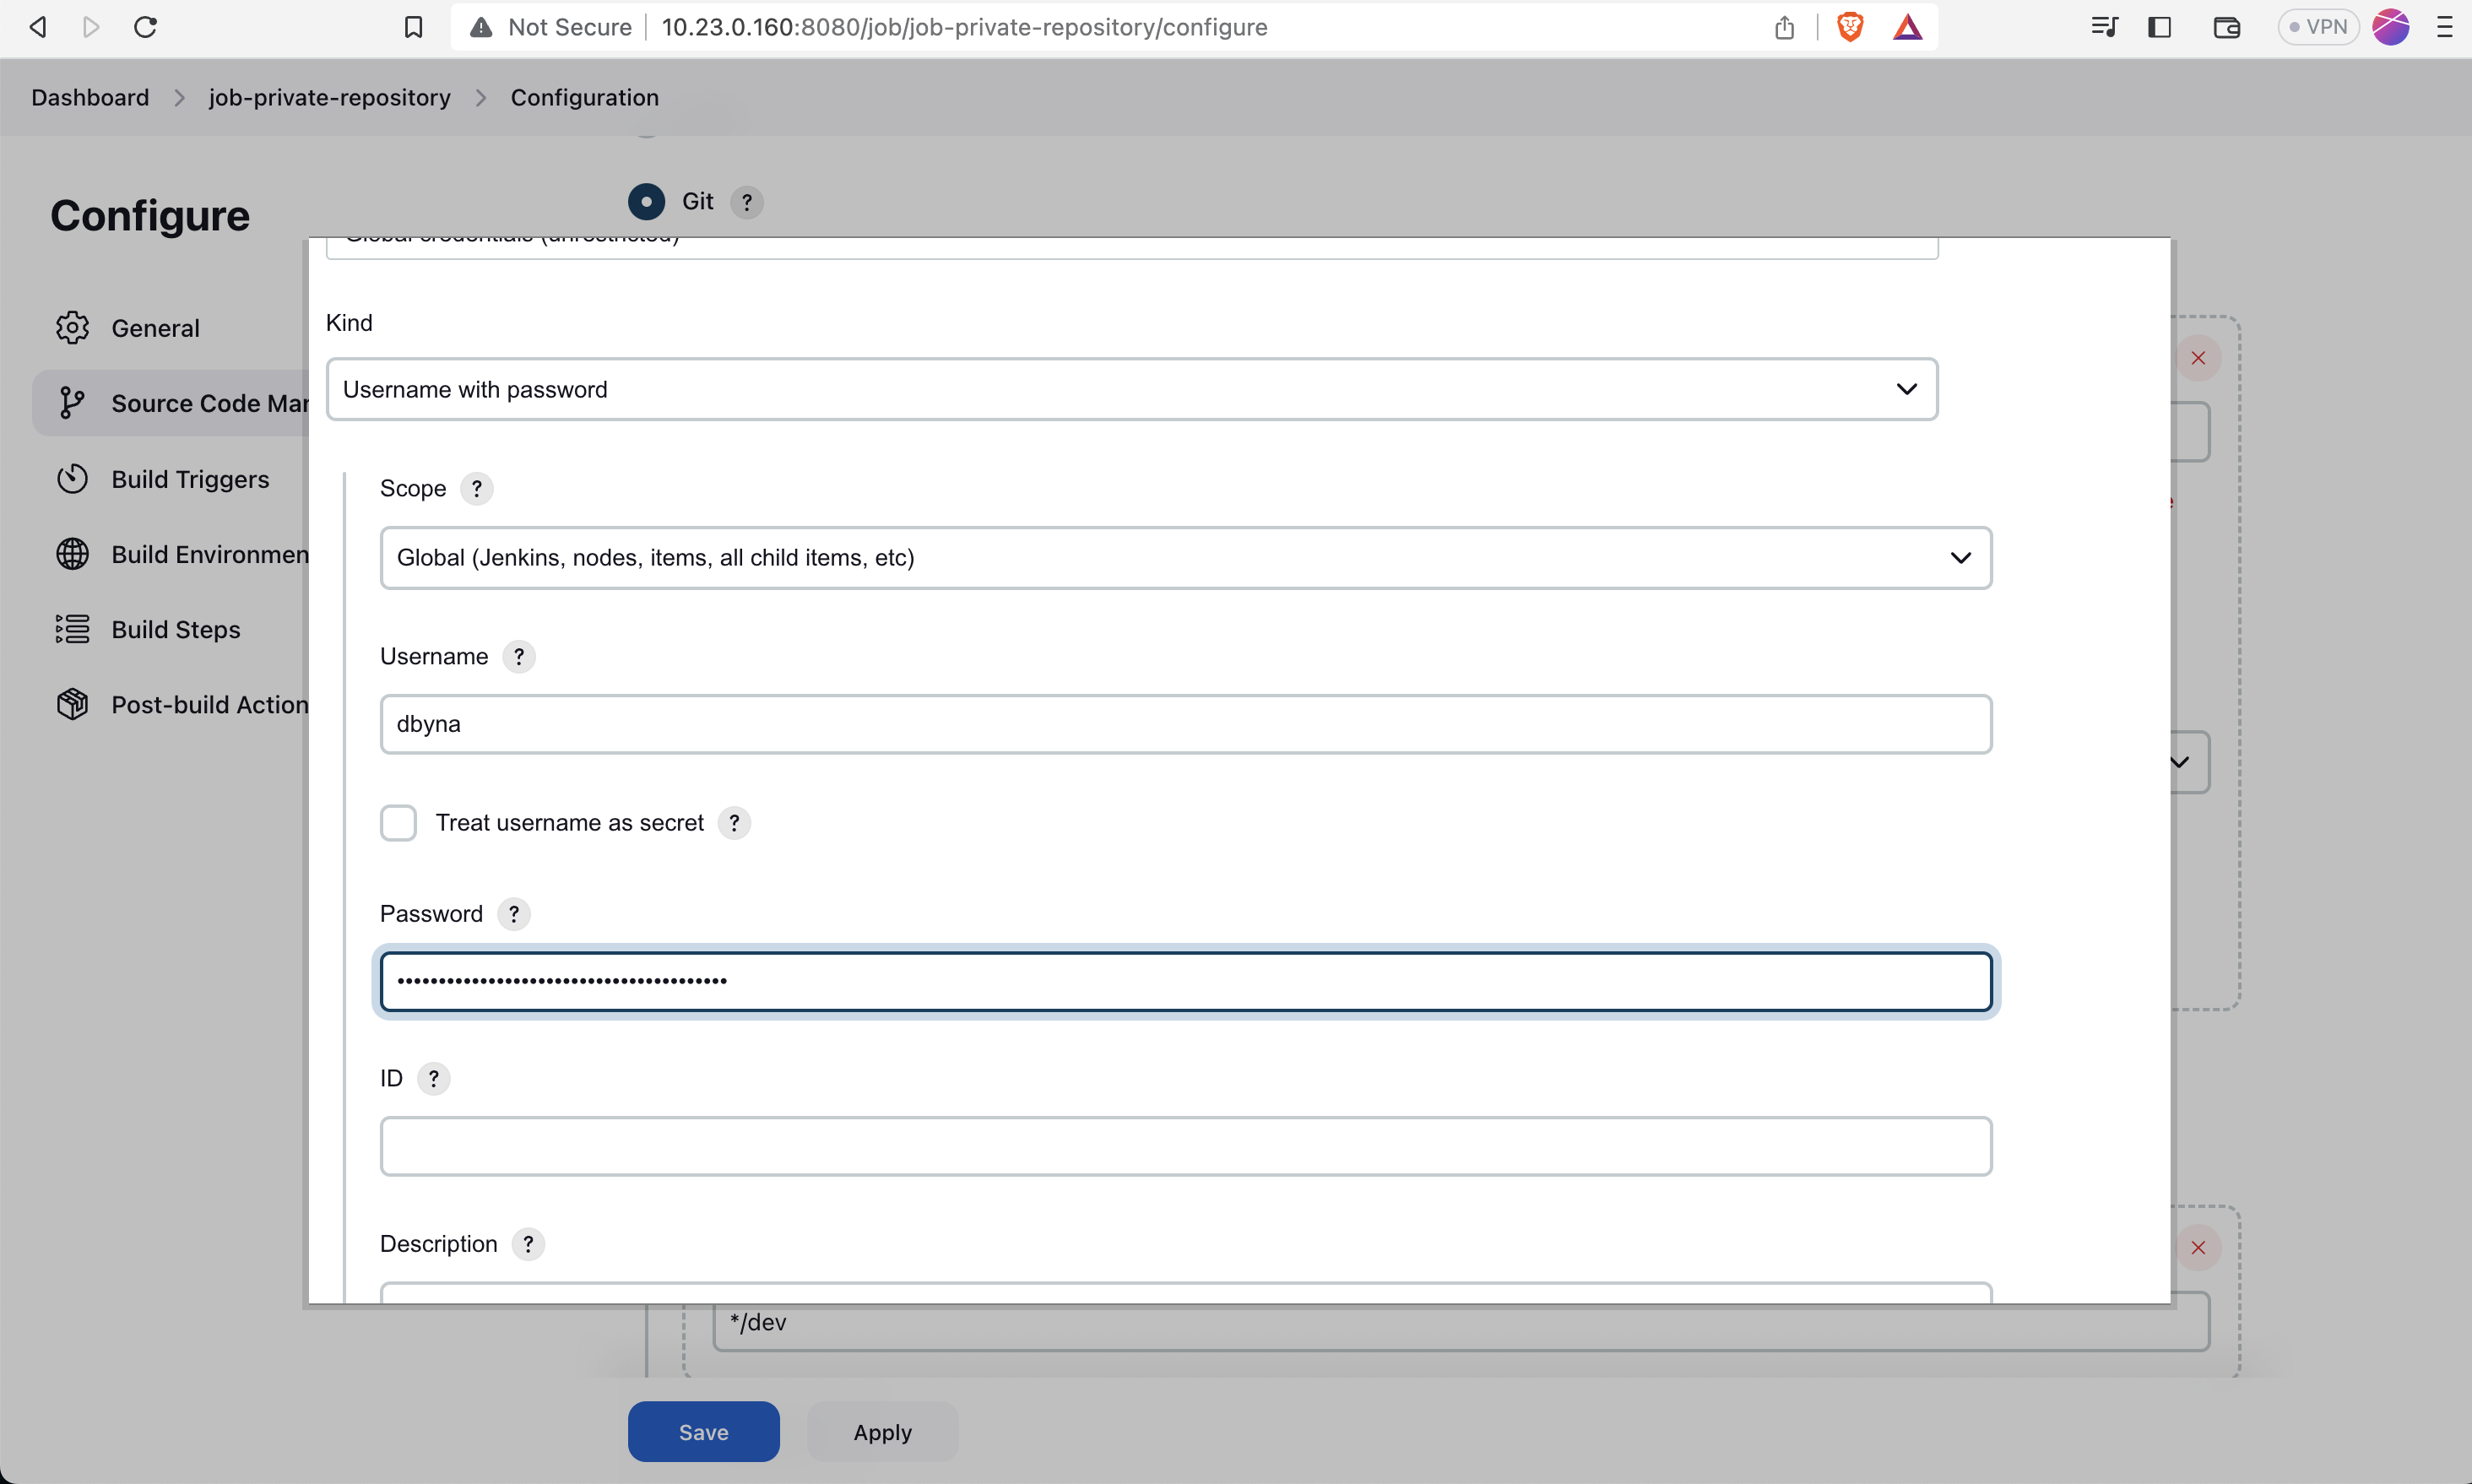 Not Secure 10.23.0.160:8080/job/job-private-repository/configure
VPN
Dashboard > job-private-repository > Configuration
Configure
Git ?
Global credentials (unrestricted)
General
Source Code Mar
Build Triggers
Build Environmen
Build Steps
Post-build Action
Kind
Username with password
Scope ?
Global (Jenkins, nodes, items, all child items, etc)
Username ?
dbyna
Treat username as secret ?
Password ?
••••••••••••••••••••••••••••••••••••••••
ID ?
Description ?
*/dev
Save
Apply